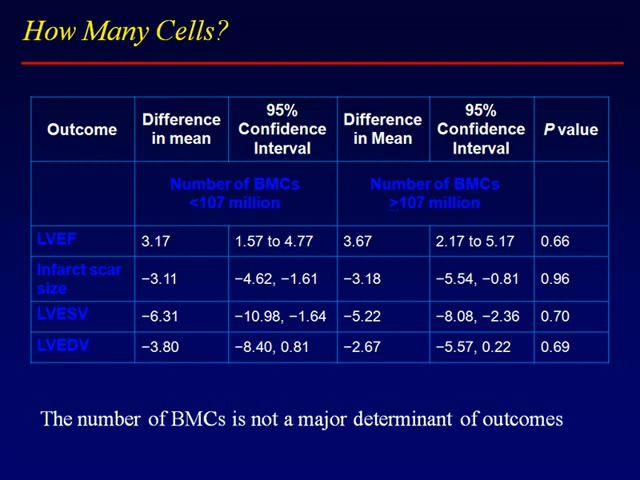 How Many Cells?
Outcome | Difference in mean | 95% Confidence Interval | Difference in Mean | 95% Confidence Interval | P value
Number of BMCs <107 million | Number of BMCs ≥107 million
LVEF | 3.17 | 1.57 to 4.77 | 3.67 | 2.17 to 5.17 | 0.66
Infarct scar size | −3.11 | −4.62, −1.61 | −3.18 | −5.54, −0.81 | 0.96
LVESV | −6.31 | −10.98, −1.64 | −5.22 | −8.08, −2.36 | 0.70
LVEDV | −3.80 | −8.40, 0.81 | −2.67 | −5.57, 0.22 | 0.69
The number of BMCs is not a major determinant of outcomes